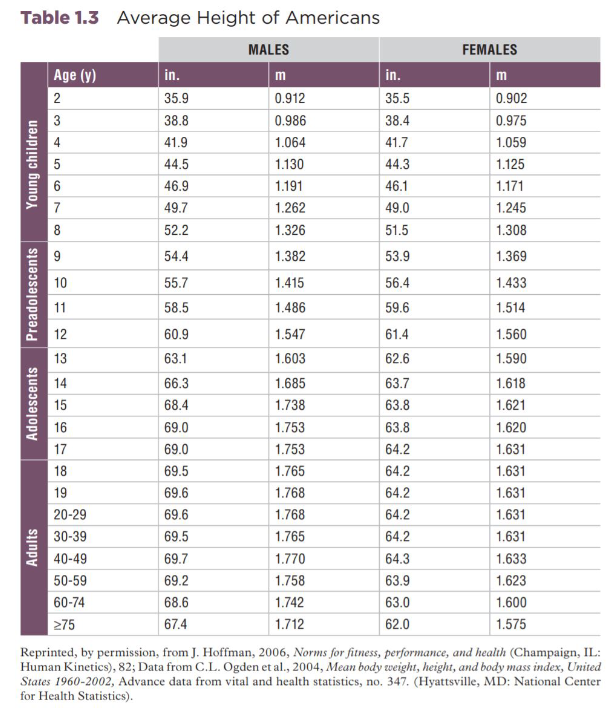 Table 1.3 Average Height of Americans
MALES FEMALES
Age (y) in. m in. m
Young children
2 35.9 0.912 35.5 0.902
3 38.8 0.986 38.4 0.975
4 41.9 1.064 41.7 1.059
5 44.5 1.130 44.3 1.125
6 46.9 1.191 46.1 1.171
7 49.7 1.262 49.0 1.245
8 52.2 1.326 51.5 1.308
Preadolescents
9 54.4 1.382 53.9 1.369
10 55.7 1.415 56.4 1.433
11 58.5 1.486 59.6 1.514
12 60.9 1.547 61.4 1.560
Adolescents
13 63.1 1.603 62.6 1.590
14 66.3 1.685 63.7 1.618
15 68.4 1.738 63.8 1.621
16 69.0 1.753 63.8 1.620
17 69.0 1.753 64.2 1.631
Adults
18 69.5 1.765 64.2 1.631
19 69.6 1.768 64.2 1.631
20-29 69.6 1.768 64.2 1.631
30-39 69.5 1.765 64.2 1.631
40-49 69.7 1.770 64.3 1.633
50-59 69.2 1.758 63.9 1.623
60-74 68.6 1.742 63.0 1.600
≥75 67.4 1.712 62.0 1.575
Reprinted, by permission, from J. Hoffman, 2006, Norms for fitness, performance, and health (Champaign, IL:
Human Kinetics), 82; Data from C.L. Ogden et al., 2004, Mean body weight, height, and body mass index, United
States 1960-2002, Advance data from vital and health statistics, no. 347. (Hyattsville, MD: National Center
for Health Statistics).